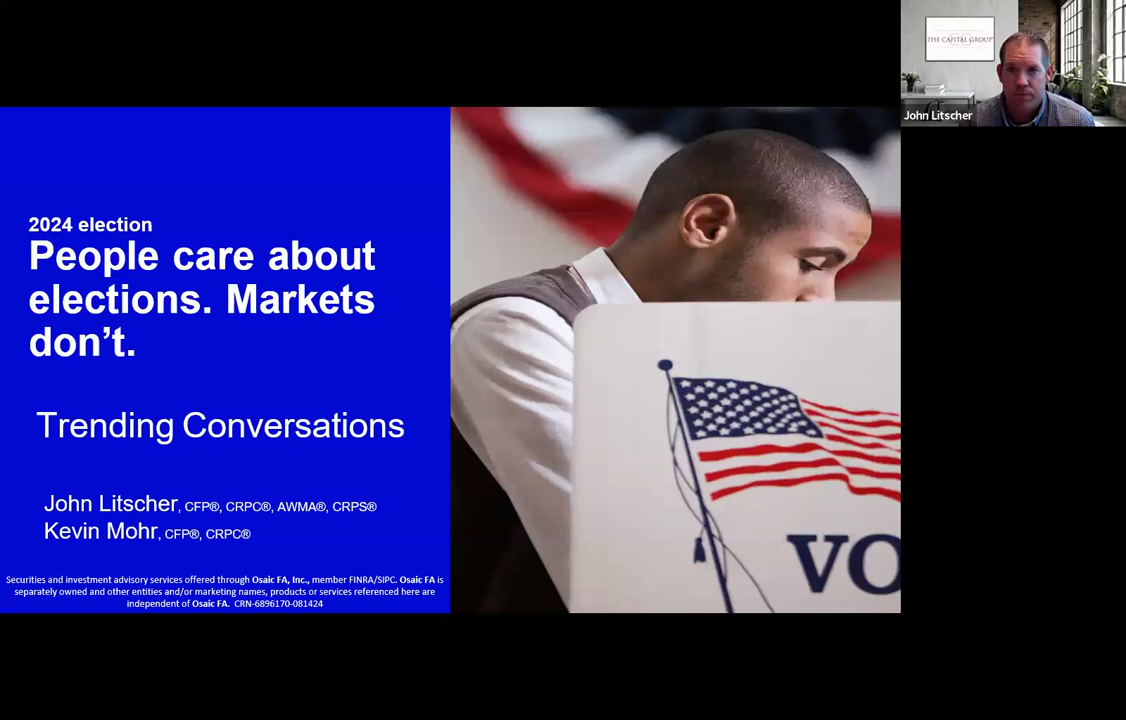 THE CAPITAL GROUP
John Litscher
2024 election
People care about
elections. Markets
don't.
Trending Conversations
John Litscher, CFP®, CRPC®, AWMA®, CRPS®
Kevin Mohr, CFP®, CRPC®
Securities and investment advisory services offered through Osaic FA, Inc., member FINRA/SIPC. Osaic FA is
separately owned and other entities and/or marketing names, products or services referenced here are
independent of Osaic FA. CRN-6896170-081424
VO